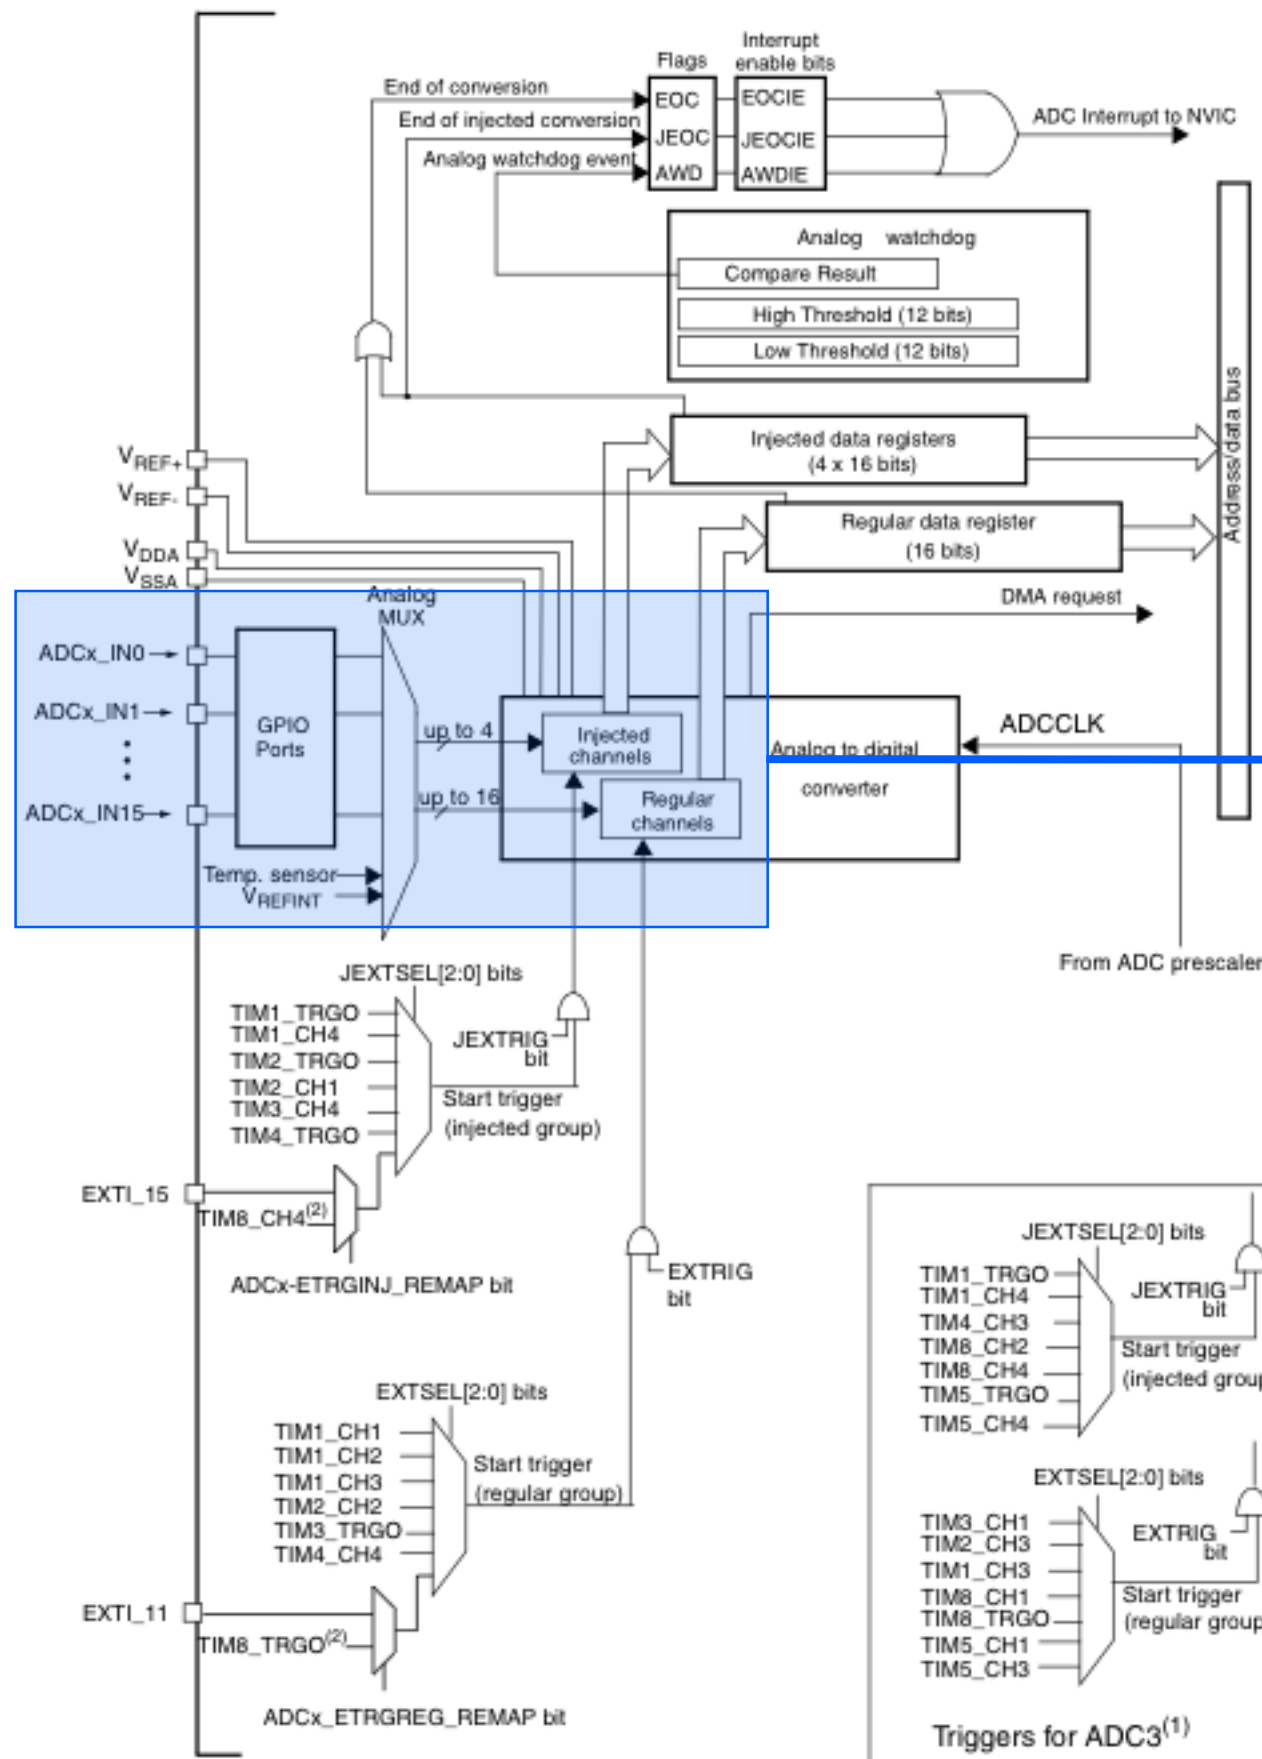 Interrupt
Flags enable bits
End of conversion
EOC EOCIE
ADC Interrupt to NVIC
End of injected conversion
JEOC JEOCIE
Analog watchdog event
AWD AWDIE
Analog watchdog
Compare Result
High Threshold (12 bits)
Low Threshold (12 bits)
Address/data bus
Injected data registers
(4 x 16 bits)
VREF+
VREF-
Regular data register
(16 bits)
VDDA
VSSA
DMA request
Analog
MUX
ADCx_IN0
ADCx_IN1
GPIO
Ports
up to 4
Injected
channels
ADCCLK
Analog to digital
converter
up to 16
Regular
channels
ADCx_IN15
Temp. sensor
VREFINT
From ADC prescaler
JEXTSEL[2:0] bits
TIM1_TRGO
TIM1_CH4
TIM2_TRGO
TIM2_CH1
TIM3_CH4
TIM4_TRGO
JEXTRIG
bit
Start trigger
(injected group)
EXTI_15
TIM8_CH4(2)
ADCx-ETRGINJ_REMAP bit
EXTRIG
bit
EXTSEL[2:0] bits
TIM1_CH1
TIM1_CH2
TIM1_CH3
TIM2_CH2
TIM3_TRGO
TIM4_CH4
Start trigger
(regular group)
EXTI_11
TIM8_TRGO(2)
ADCx_ETRGREG_REMAP bit
JEXTSEL[2:0] bits
TIM1_TRGO
TIM1_CH4
TIM4_CH3
TIM8_CH2
TIM8_CH4
TIM5_TRGO
TIM5_CH4
JEXTRIG
bit
Start trigger
(injected group
EXTSEL[2:0] bits
TIM3_CH1
TIM2_CH3
TIM1_CH3
TIM8_CH1
TIM8_TRGO
TIM5_CH1
TIM5_CH3
EXTRIG
bit
Start trigger
(regular group
Triggers for ADC3(1)